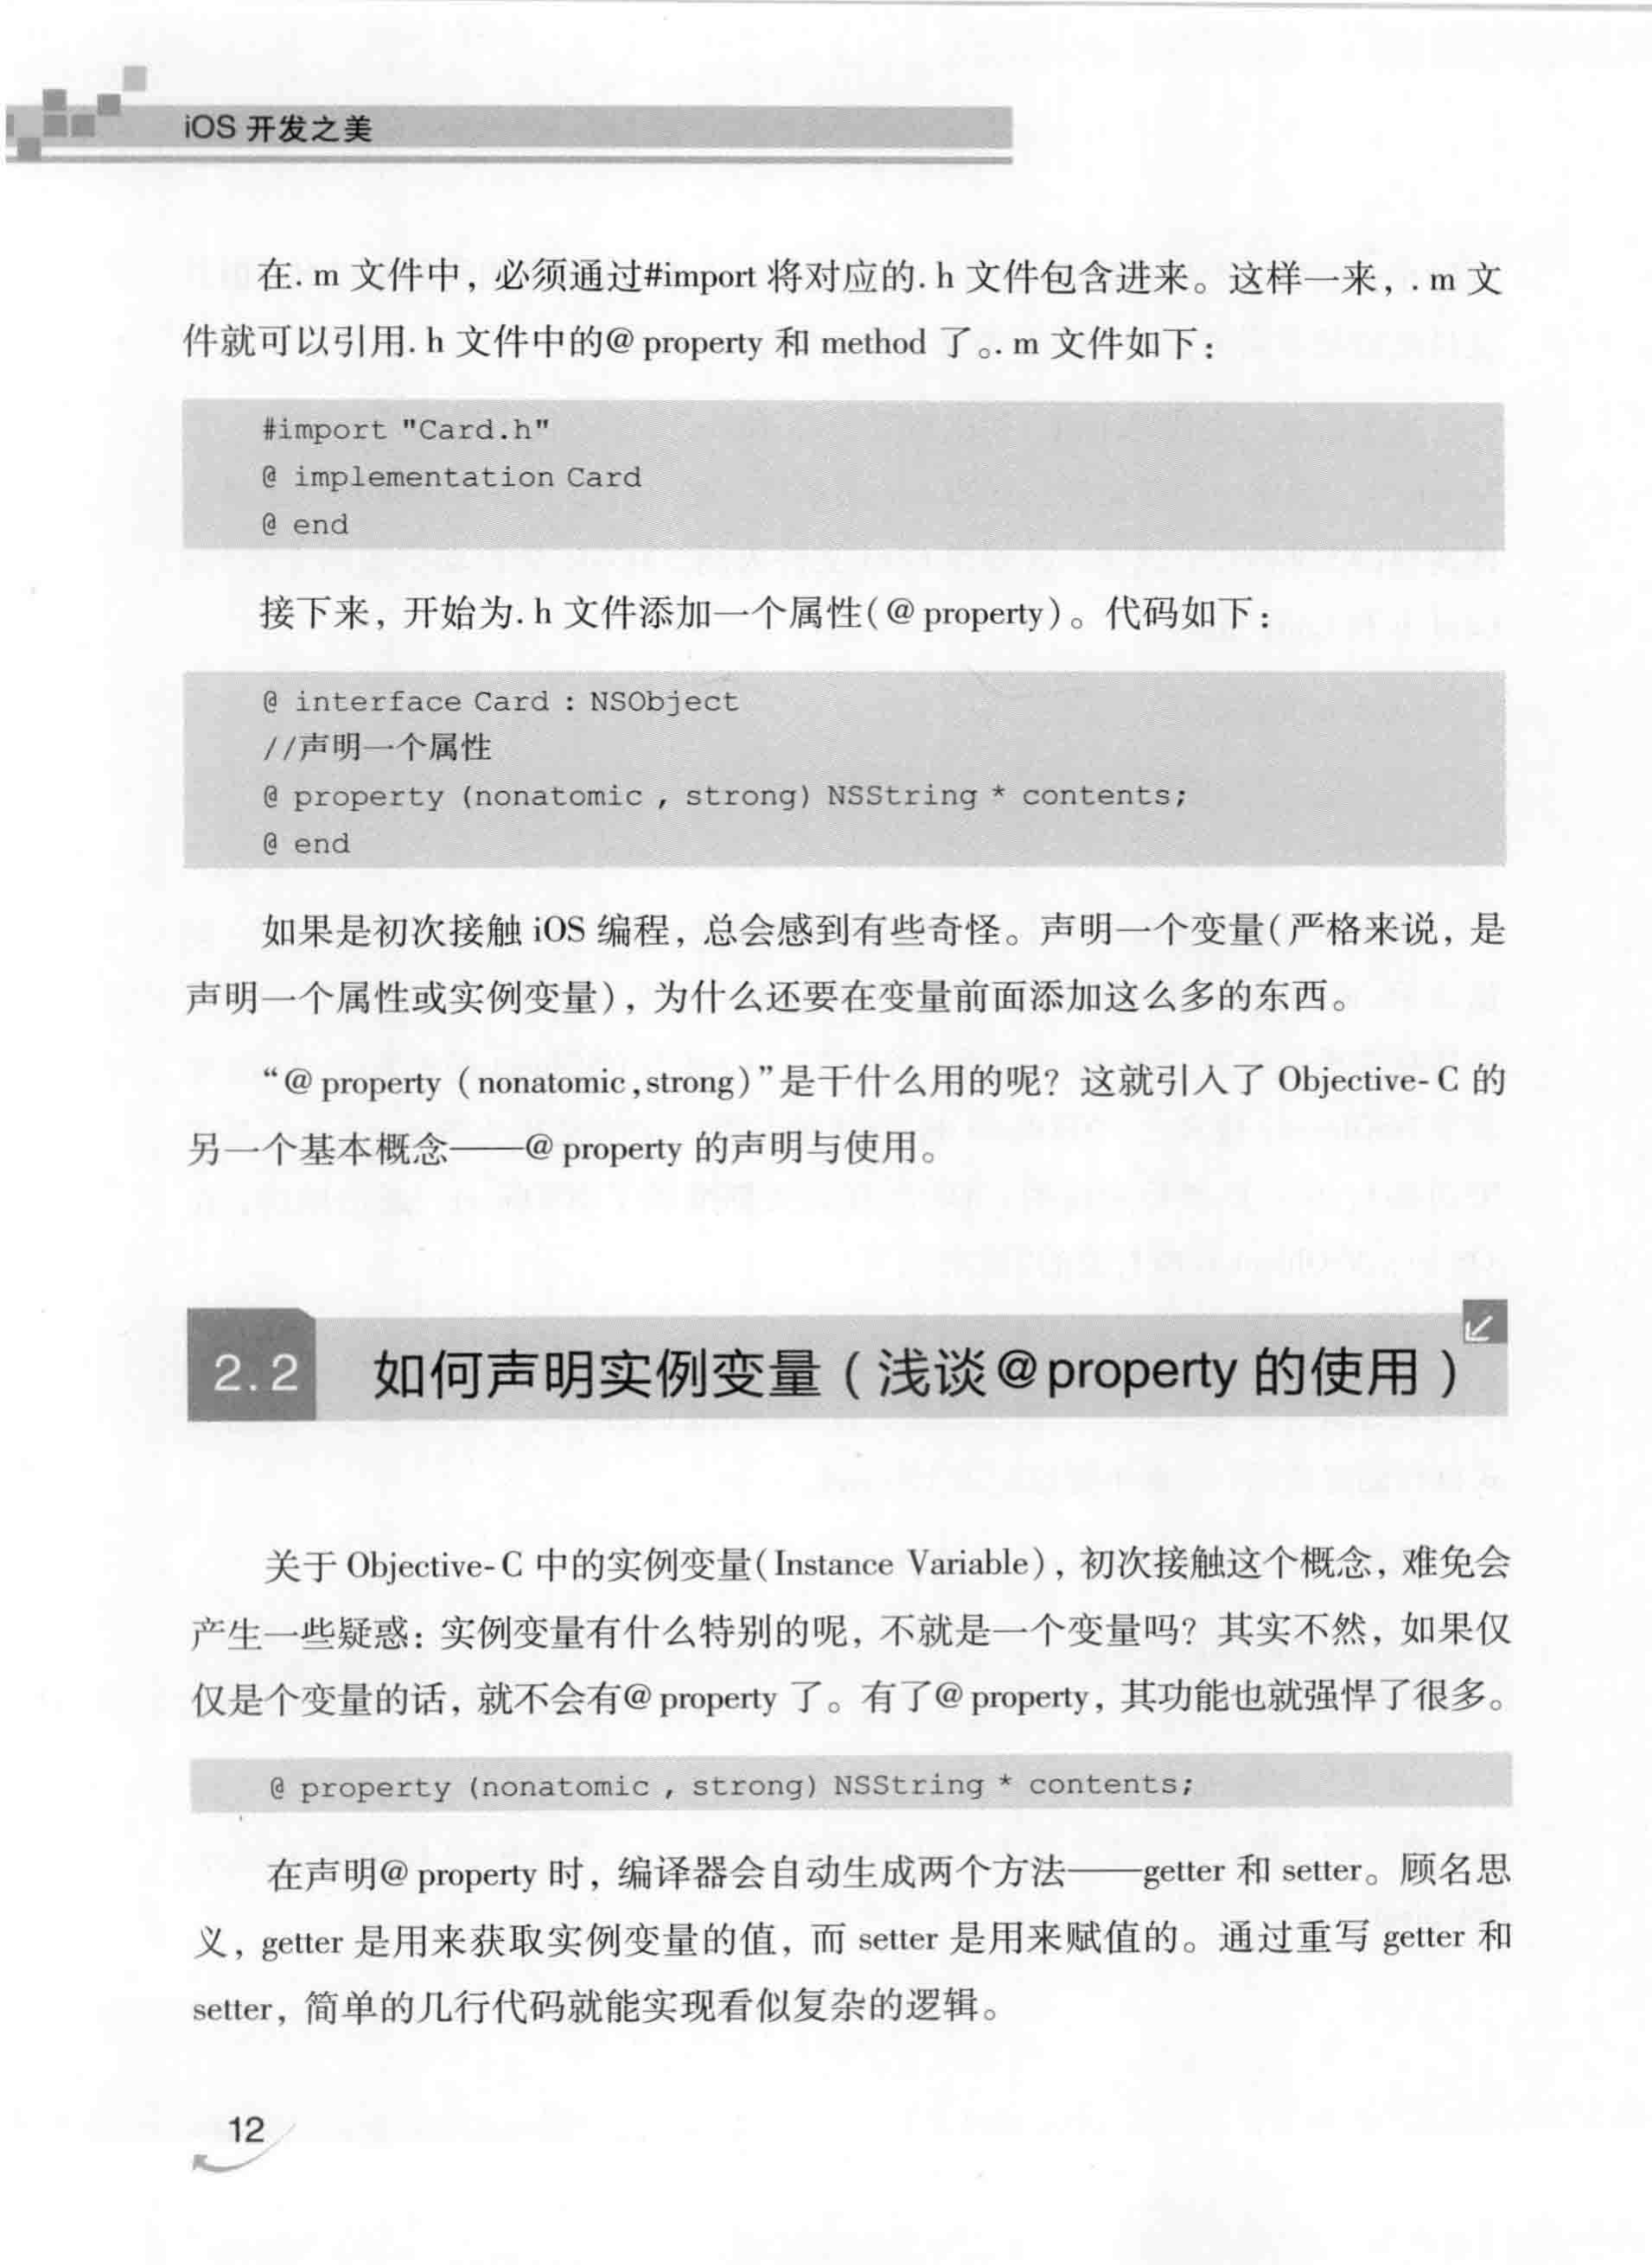 iOS 开发之美
在. m 文件中，必须通过#import 将对应的. h 文件包含进来。这样一来，. m 文
件就可以引用. h 文件中的@ property 和 method 了。. m 文件如下：
#import "Card.h"
@ implementation Card
@ end
接下来，开始为. h 文件添加一个属性(@ property)。代码如下：
@ interface Card : NSObject
//声明一个属性
@ property (nonatomic , strong) NSString * contents;
@ end
如果是初次接触 iOS 编程，总会感到有些奇怪。声明一个变量(严格来说，是
声明一个属性或实例变量)，为什么还要在变量前面添加这么多的东西。
“@ property (nonatomic,strong)”是干什么用的呢？这就引入了 Objective- C 的
另一个基本概念——@ property 的声明与使用。
2.2 如何声明实例变量（浅谈@property 的使用）
关于 Objective- C 中的实例变量(Instance Variable)，初次接触这个概念，难免会
产生一些疑惑：实例变量有什么特别的呢，不就是一个变量吗？其实不然，如果仅
仅是个变量的话，就不会有@ property 了。有了@ property，其功能也就强悍了很多。
@ property (nonatomic , strong) NSString * contents;
在声明@ property 时，编译器会自动生成两个方法——getter 和 setter。顾名思
义，getter 是用来获取实例变量的值，而 setter 是用来赋值的。通过重写 getter 和
setter，简单的几行代码就能实现看似复杂的逻辑。
12